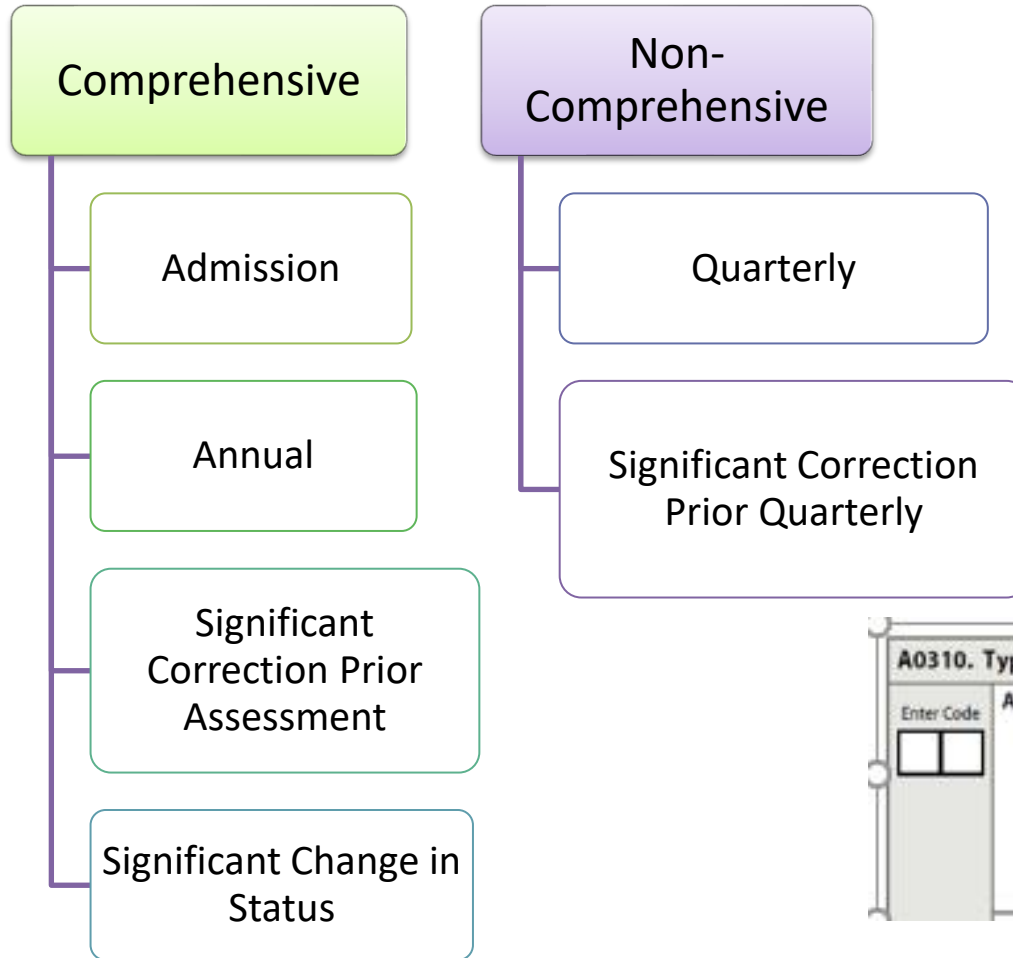 Comprehensive
Admission
Annual
Significant
Correction Prior
Assessment
Significant Change in
Status
Non-
Comprehensive
Quarterly
Significant Correction
Prior Quarterly
A0310.
Enter Code